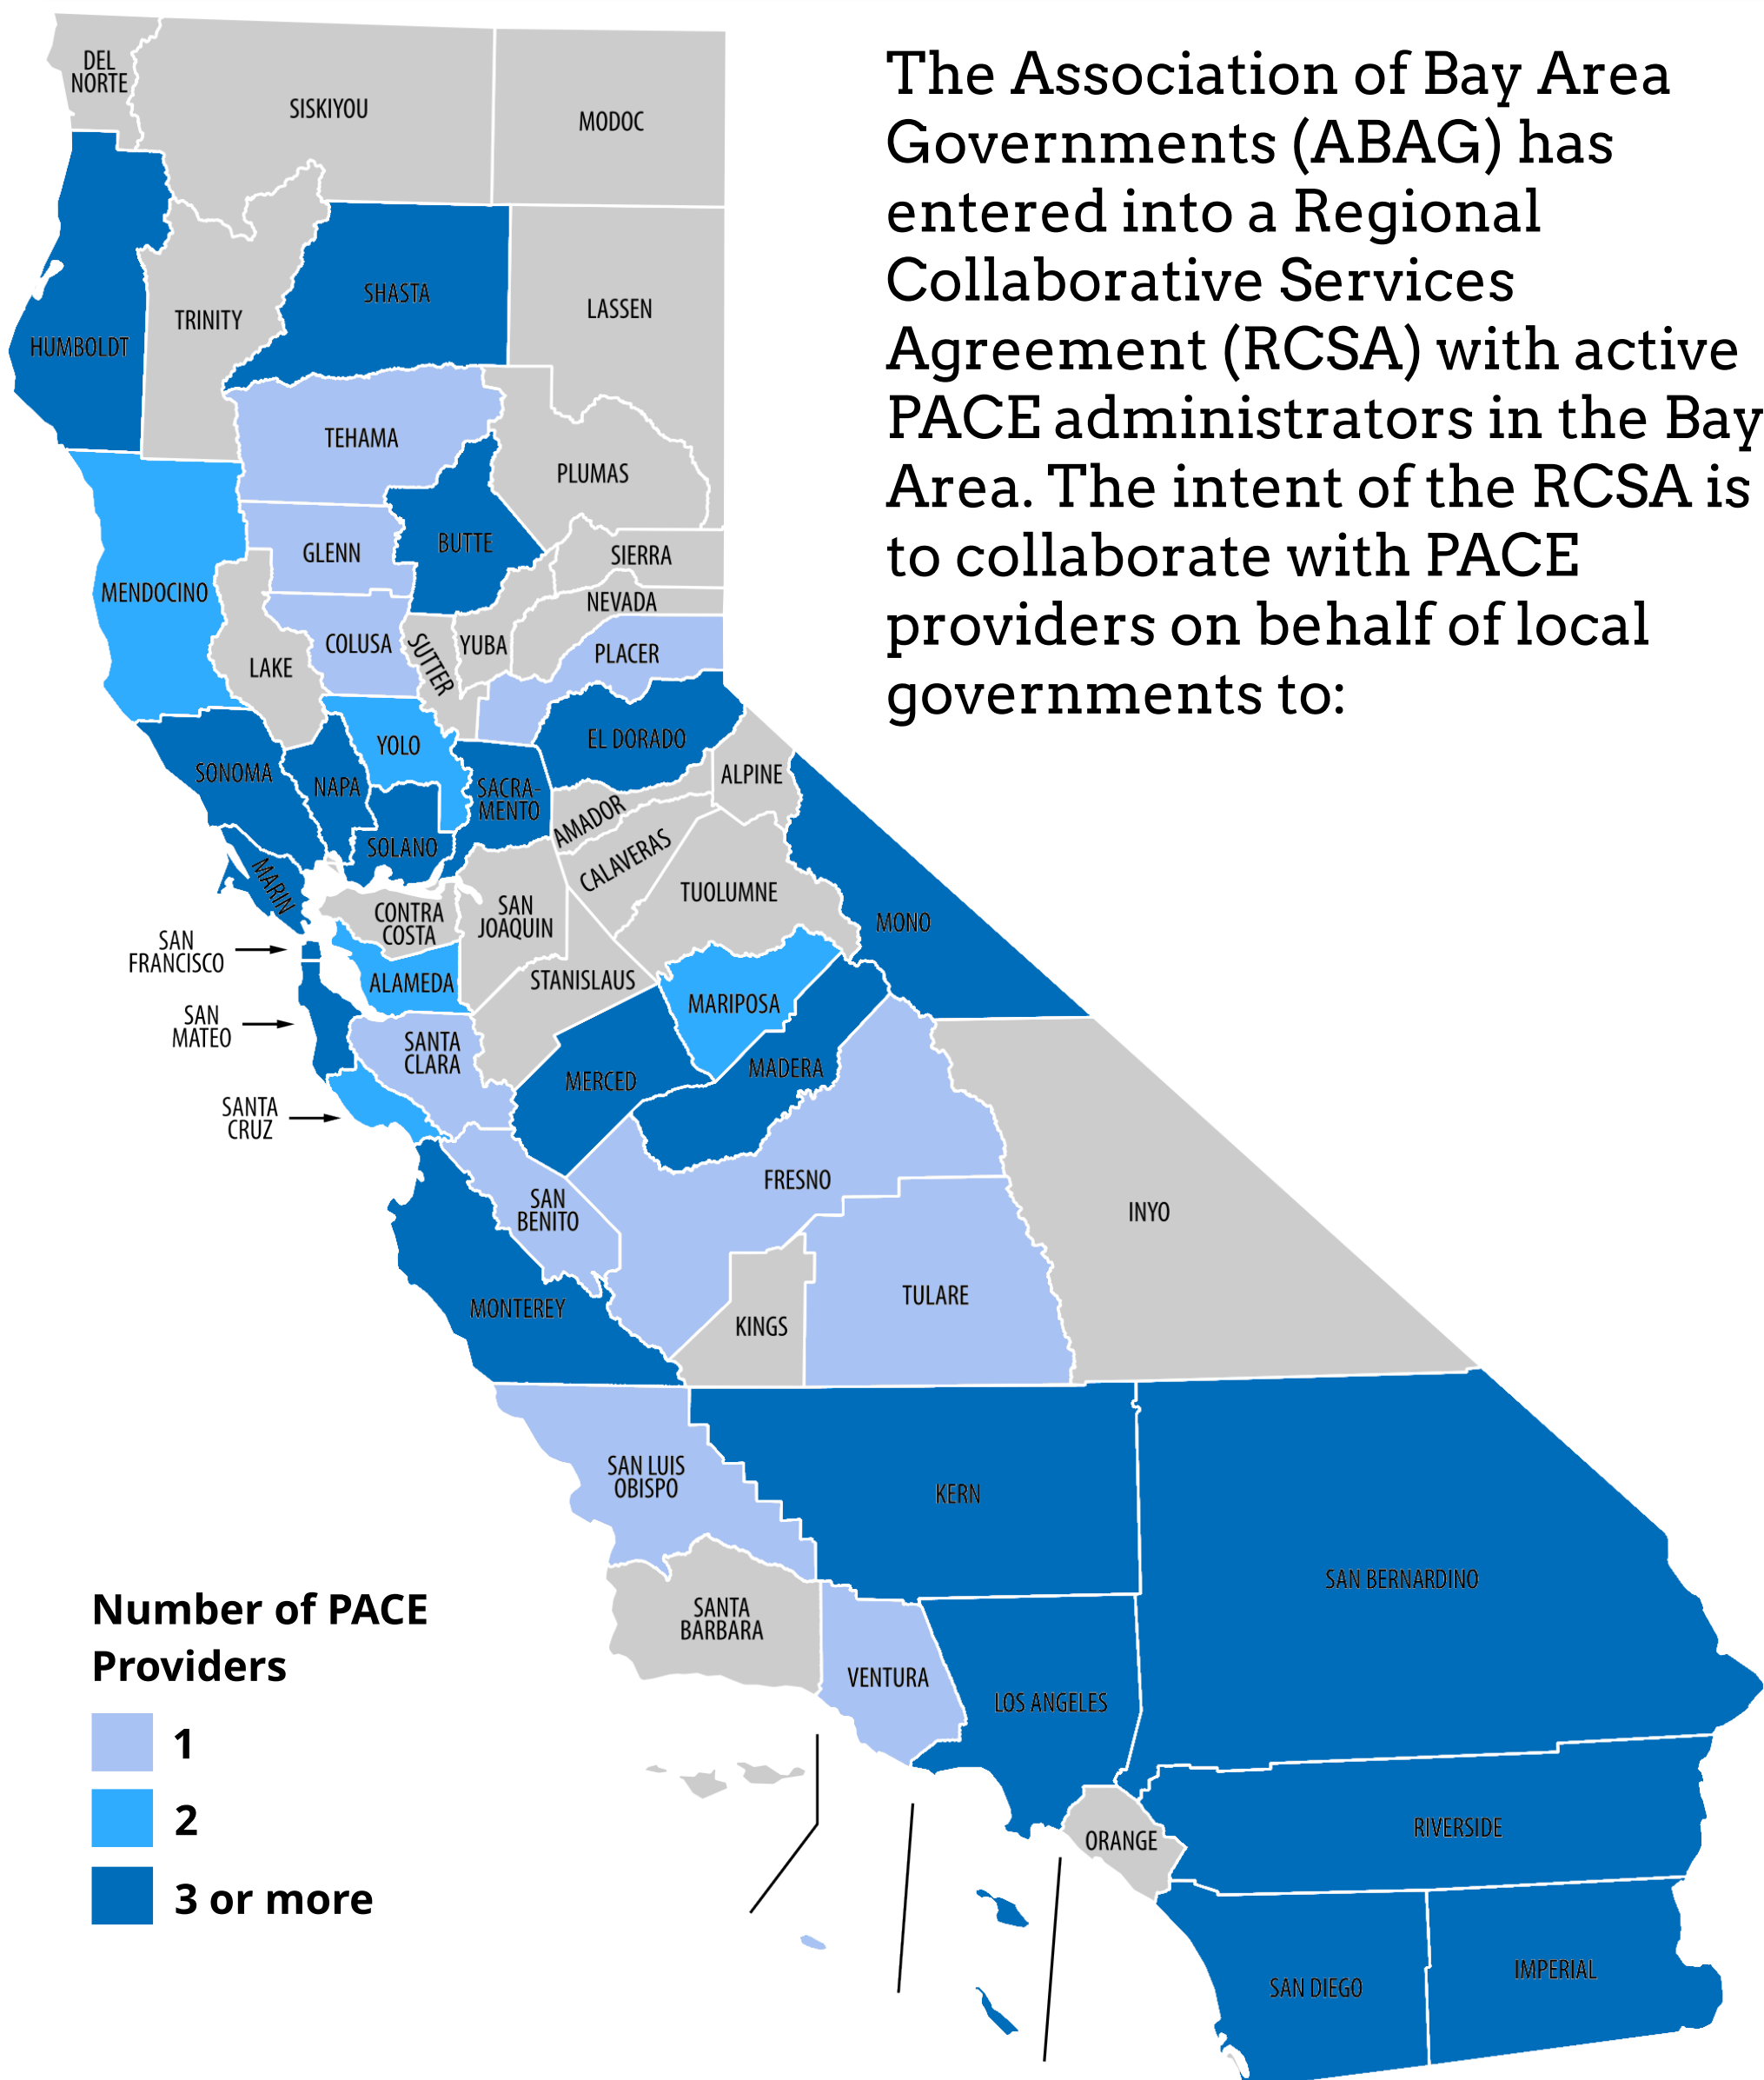 The Association of Bay Area
Governments (ABAG) has
entered into a Regional
Collaborative Services
Agreement (RCSA) with active
PACE administrators in the Bay
Area. The intent of the RCSA is
to collaborate with PACE
providers on behalf of local
governments to:
DEL
NORTE
SISKIYOU
MODOC
HUMBOLDT
TRINITY
SHASTA
LASSEN
TEHAMA
PLUMAS
MENDOCINO
GLENN
BUTTE
SIERRA
NEVADA
LAKE
COLUSA
SUTTER
YUBA
PLACER
SONOMA
NAPA
YOLO
EL DORADO
SACRA-
MENTO
ALPINE
SOLANO
AMADOR
MARIN
CALAVERAS
TUOLUMNE
MONO
CONTRA
COSTA
SAN
JOAQUIN
SAN
FRANCISCO
ALAMEDA
STANISLAUS
MARIPOSA
SAN
MATEO
SANTA
CLARA
MERCED
MADERA
SANTA
CRUZ
FRESNO
SAN
BENITO
INYO
MONTEREY
KINGS
TULARE
SAN LUIS
OBISPO
KERN
SAN BERNARDINO
SANTA
BARBARA
VENTURA
LOS ANGELES
ORANGE
RIVERSIDE
SAN DIEGO
IMPERIAL
Number of PACE
Providers
1
2
3 or more